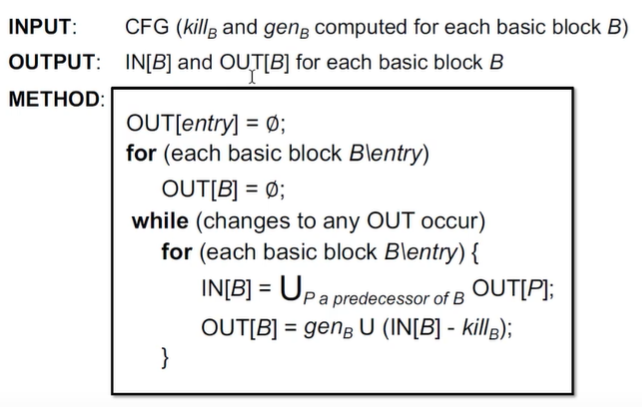 INPUT: CFG (kill_B and gen_B computed for each basic block B)
OUTPUT: IN[B] and OUT[B] for each basic block B
METHOD:
OUT[entry] = ∅;
for (each basic block B\entry)
OUT[B] = ∅;
while (changes to any OUT occur)
for (each basic block B\entry) {
IN[B] = ∪_P a predecessor of B OUT[P];
OUT[B] = gen_B U (IN[B] - kill_B);
}